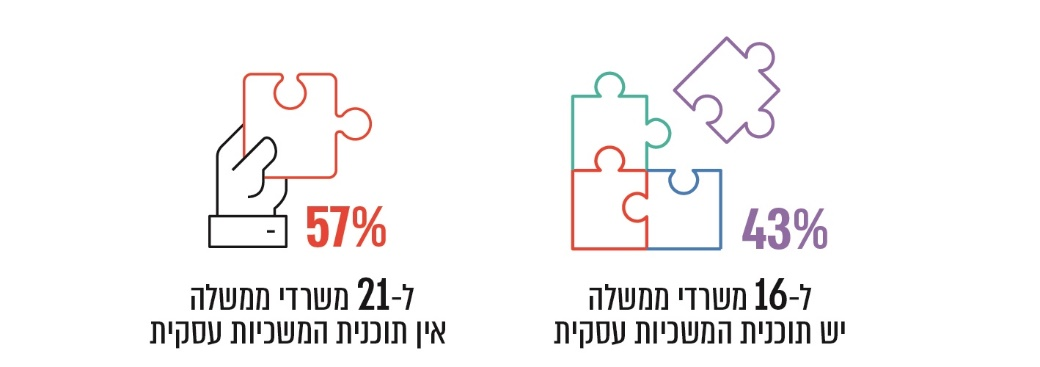 43%
ל-16 משרדי ממשלה
יש תוכנית המשכיות עסקית
57%
ל-21 משרדי ממשלה
אין תוכנית המשכיות עסקית